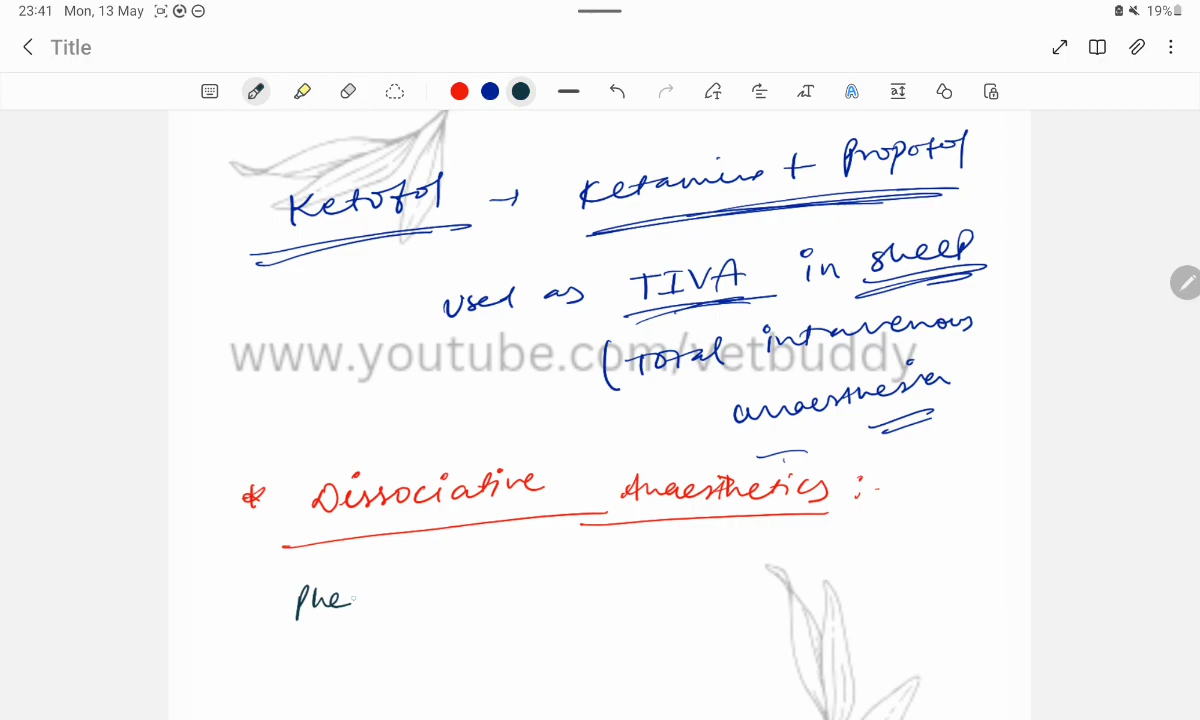 23:41 Mon, 13 May 19%
Title
Ketofol → Ketamine + Propofol
used as TIVA in sheep
www.youtube.com/vetbuddy
(Total intravenous
anaesthesia
* Dissociative Anaesthetics :-
Phe